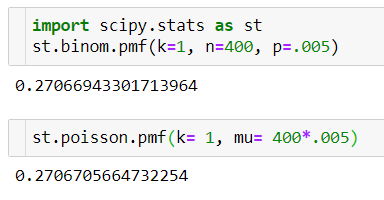 import scipy.stats as st
st.binom.pmf(k=1, n=400, p=.005)
0.27066943301713964
st.poisson.pmf(k= 1, mu= 400*.005)
0.2706705664732254